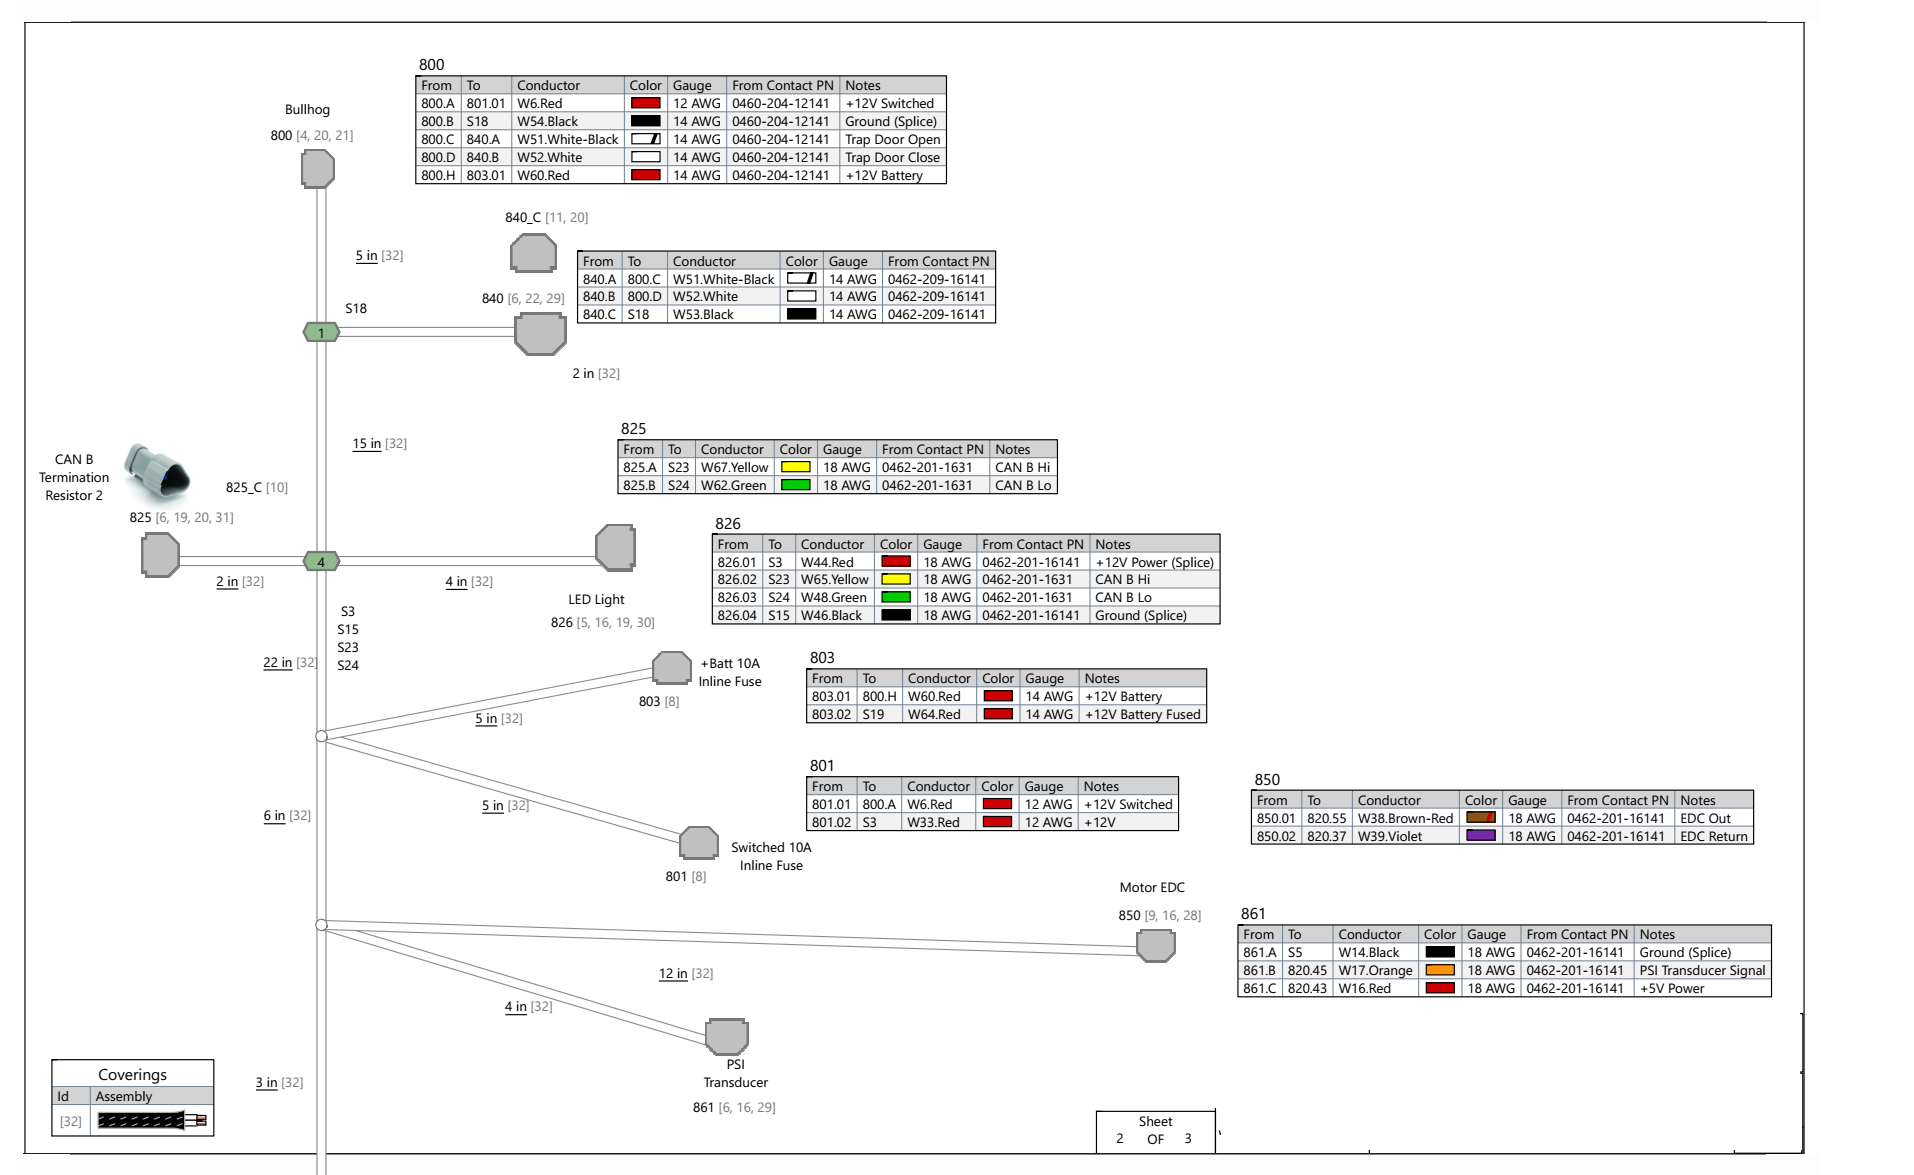 800
From To Conductor Color Gauge From Contact PN Notes
800.A 801.01 W6.Red 12 AWG 0460-204-12141 +12V Switched
800.B S18 W54.Black 14 AWG 0460-204-12141 Ground (Splice)
800.C 840.A W51.White-Black 14 AWG 0460-204-12141 Trap Door Open
800.D 840.B W52.White 14 AWG 0460-204-12141 Trap Door Close
800.H 803.01 W60.Red 14 AWG 0460-204-12141 +12V Battery
Bullhog
800 [4, 20, 21]
840_C [11, 20]
5 in [32]
From To Conductor Color Gauge From Contact PN
840.A 800.C W51.White-Black 14 AWG 0462-209-16141
840.B 800.D W52.White 14 AWG 0462-209-16141
840.C S18 W53.Black 14 AWG 0462-209-16141
840 [6, 22, 29]
S18
1
2 in [32]
15 in [32]
825
From To Conductor Color Gauge From Contact PN Notes
825.A S23 W67.Yellow 18 AWG 0462-201-1631 CAN B Hi
825.B S24 W62.Green 18 AWG 0462-201-1631 CAN B Lo
CAN B
Termination
Resistor 2
825_C [10]
825 [6, 19, 20, 31]
4
2 in [32]
4 in [32]
826
From To Conductor Color Gauge From Contact PN Notes
826.01 S3 W44.Red 18 AWG 0462-201-16141 +12V Power (Splice)
826.02 S23 W65.Yellow 18 AWG 0462-201-1631 CAN B Hi
826.03 S24 W48.Green 18 AWG 0462-201-1631 CAN B Lo
826.04 S15 W46.Black 18 AWG 0462-201-16141 Ground (Splice)
LED Light
826 [5, 16, 19, 30]
S3
S15
S23
S24
22 in [32]
+Batt 10A
Inline Fuse
803 [8]
5 in [32]
803
From To Conductor Color Gauge Notes
803.01 800.H W60.Red 14 AWG +12V Battery
803.02 S19 W64.Red 14 AWG +12V Battery Fused
801
From To Conductor Color Gauge Notes
801.01 800.A W6.Red 12 AWG +12V Switched
801.02 S3 W33.Red 12 AWG +12V
5 in [32]
6 in [32]
Switched 10A
Inline Fuse
801 [8]
850
From To Conductor Color Gauge From Contact PN Notes
850.01 820.55 W38.Brown-Red 18 AWG 0462-201-16141 EDC Out
850.02 820.37 W39.Violet 18 AWG 0462-201-16141 EDC Return
Motor EDC
850 [9, 16, 28]
861
From To Conductor Color Gauge From Contact PN Notes
861.A S5 W14.Black 18 AWG 0462-201-16141 Ground (Splice)
861.B 820.45 W17.Orange 18 AWG 0462-201-16141 PSI Transducer Signal
861.C 820.43 W16.Red 18 AWG 0462-201-16141 +5V Power
12 in [32]
4 in [32]
PSI
Transducer
861 [6, 16, 29]
3 in [32]
Coverings
Id Assembly
[32]
Sheet
2 OF 3